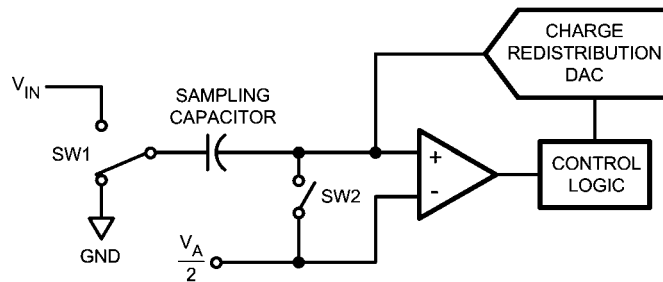 CHARGE
REDISTRIBUTION
DAC
V_IN
SAMPLING
CAPACITOR
SW1
+
-
CONTROL
LOGIC
SW2
GND
V_A
2